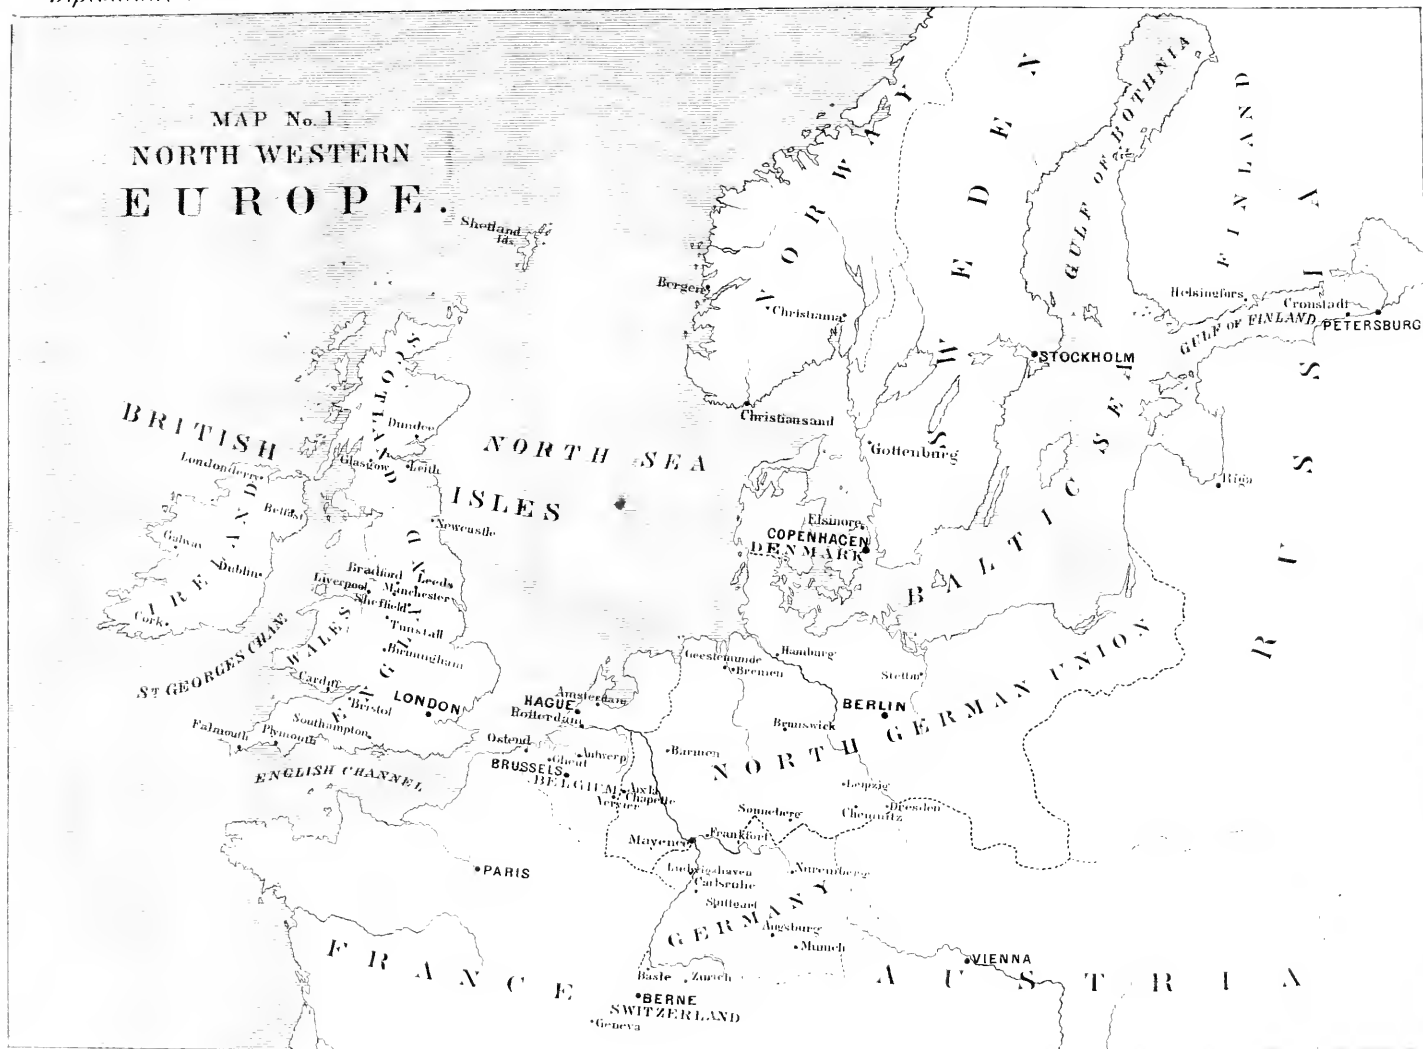 MAP No. 1
NORTH WESTERN
EUROPE.
Shetland
Ids.
NORWAY
SWEDEN
GULF OF BOTHNIA
FINLAND
RUSSIA
Bergen
Christiania
Helsingfors
Cronstadt
GULF OF FINLAND
PETERSBURG
STOCKHOLM
Christiansand
Gottenburg
BALTIC SEA
Riga
SCOTLAND
Dundee
Glasgow
Leith
BRITISH
ISLES
NORTH SEA
Londonderry
Belfast
Galway
Dublin
IRELAND
Cork
Newcastle
ENGLAND
Bradford
Leeds
Liverpool
Manchester
Sheffield
Tunstall
WALES
Birmingham
ST GEORGES CHAN.
Cardiff
Bristol
LONDON
Southampton
Falmouth
Plymouth
ENGLISH CHANNEL
Elsinore
COPENHAGEN
DENMARK
Amsterdam
HAGUE
Rotterdam
Ostend
Antwerp
Ghent
BRUSSELS
BELGIUM
Aix la
Chapelle
Vervier
Geestemunde
Hamburg
Bremen
Stettin
BERLIN
Brunswick
Barmen
NORTH GERMAN UNION
Leipzig
Dresden
Chemnitz
Sonneberg
Frankfort
Mayence
Ludwigshaven
Carlsruhe
Nuremberg
Stuttgart
GERMANY
Augsburg
Munich
PARIS
FRANCE
VIENNA
AUSTRIA
Basle
Zurich
BERNE
SWITZERLAND
Geneva